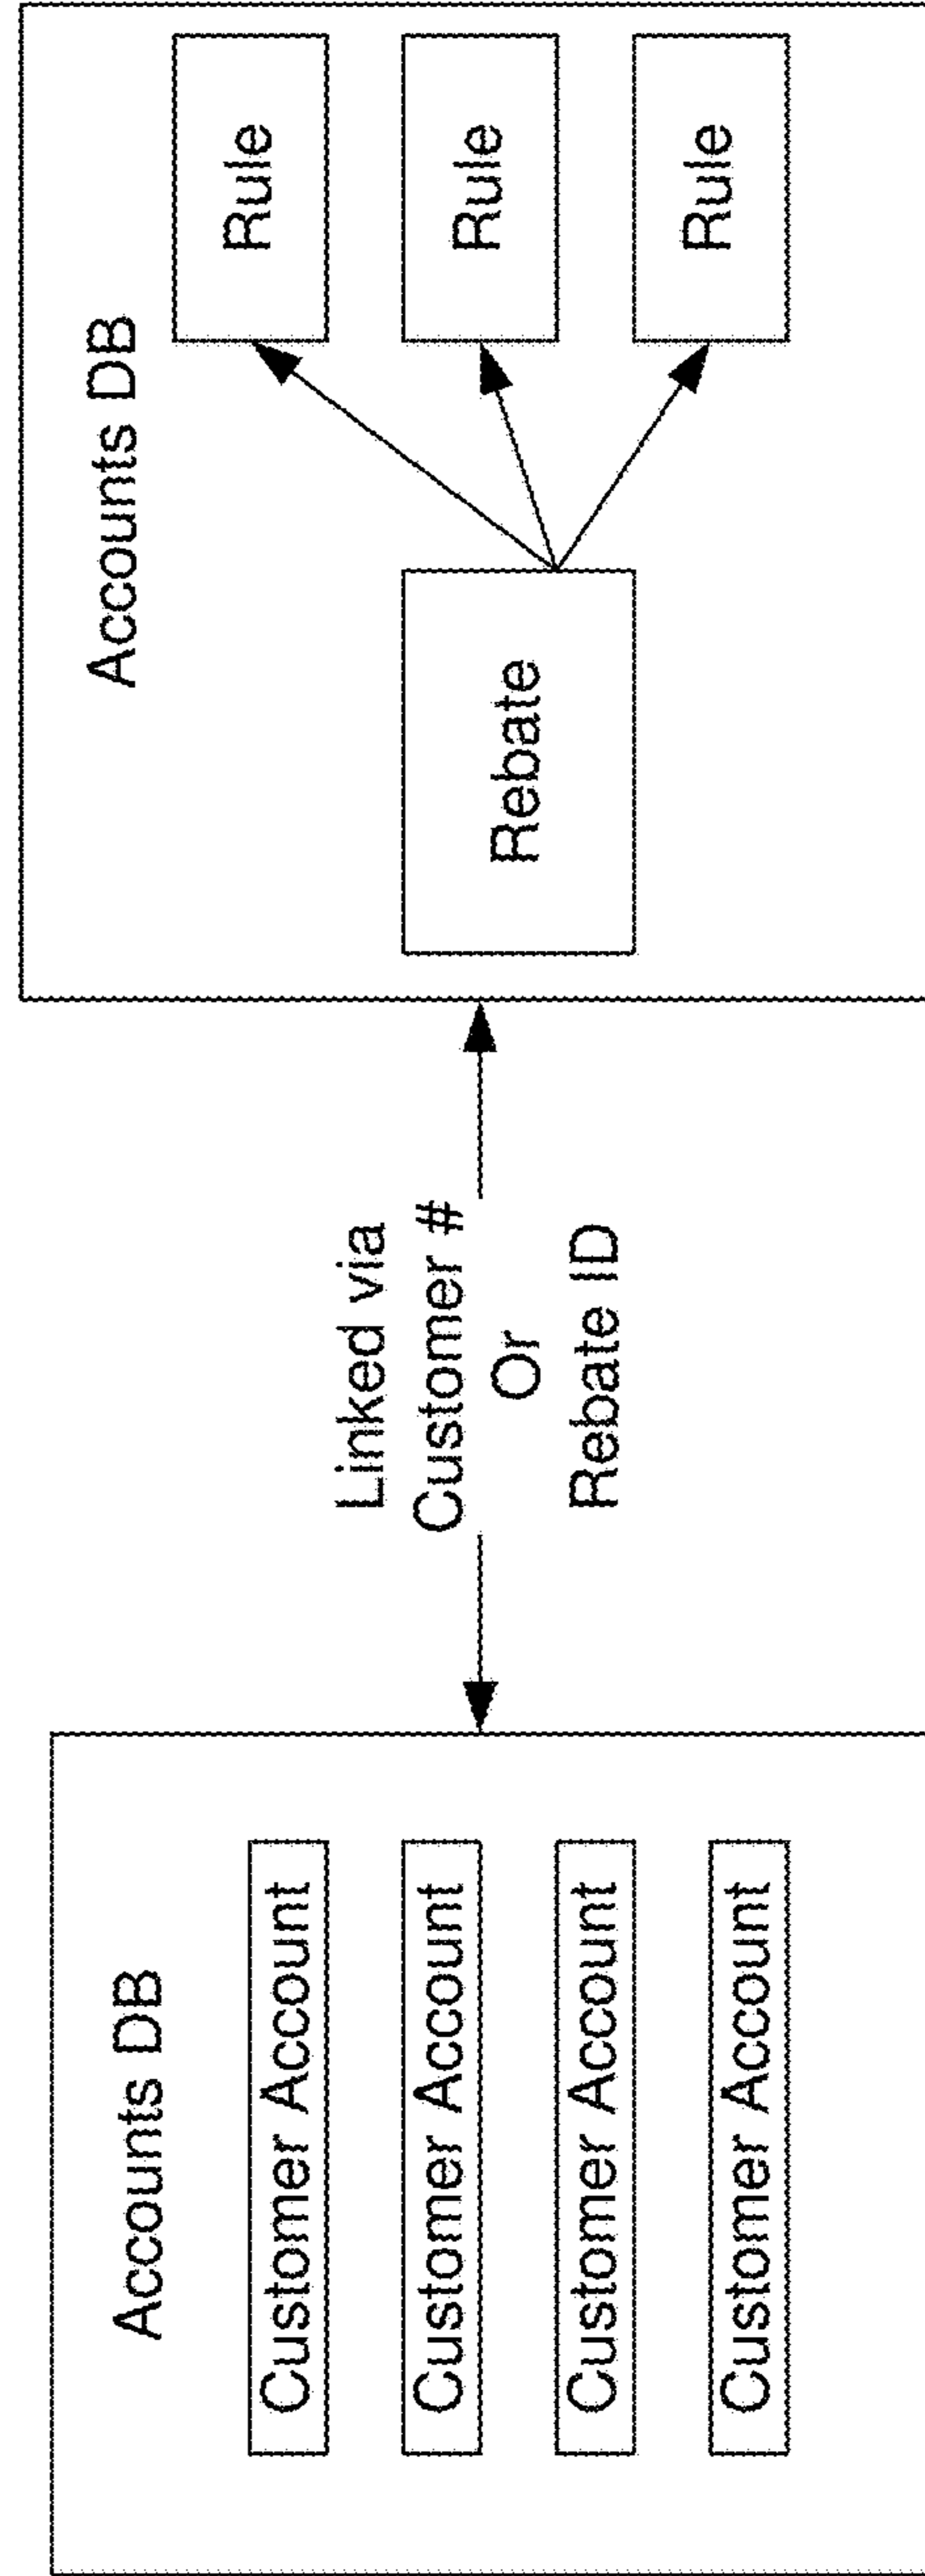 Accounts DB
Customer Account
Customer Account
Customer Account
Customer Account
Linked via
Customer #
Or
Rebate ID
Accounts DB
Rebate
Rule
Rule
Rule